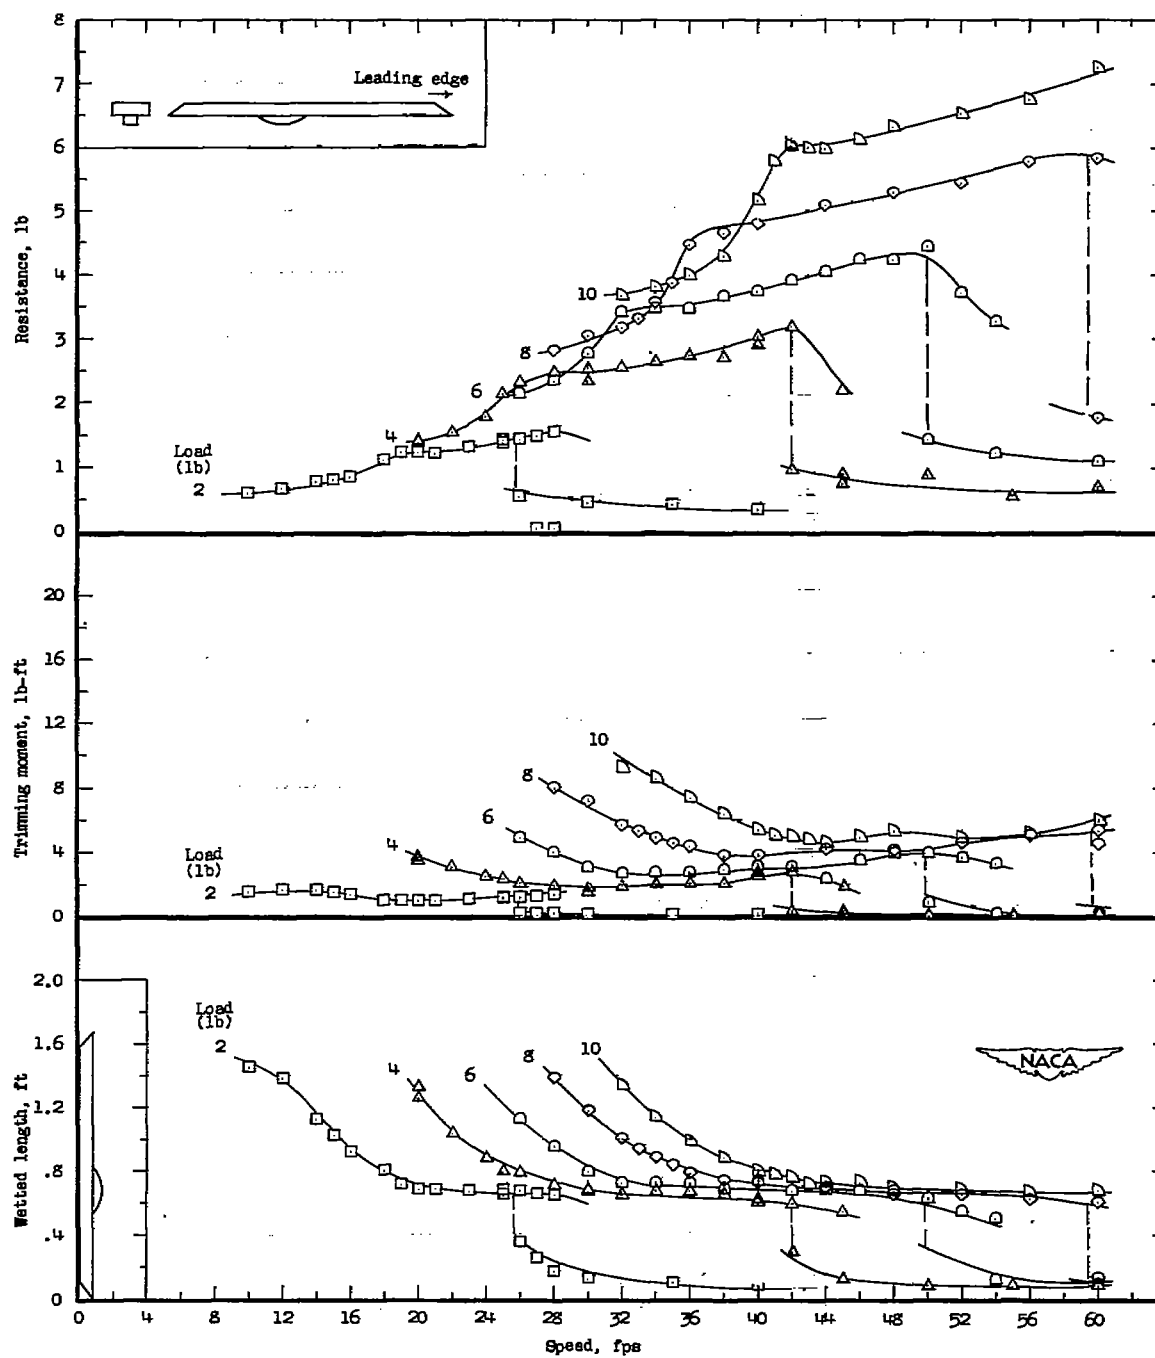 8
7
6
5
4
3
2
1
0
Resistance, lb
Leading edge
10
8
6
4
Load
(lb)
2
20
16
12
8
4
0
Trimming moment, lb-ft
10
8
6
4
Load
(lb)
2
2.0
1.6
1.2
.8
.4
0
Wetted length, ft
Load
(lb)
2
4
6
8
10
NACA
0 4 8 12 16 20 24 28 32 36 40 44 48 52 56 60
Speed, fps